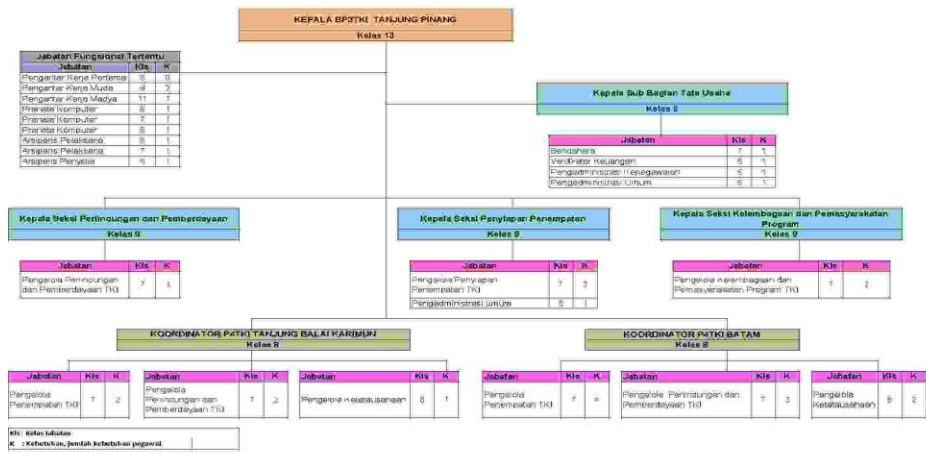 KEPALA BP3TKI TANJUNG PINANG
Kelas 13
Jabatan Fungsional Tertentu
Jabatan Kls K
Pengantar Kerja Pertama 8
Pengantar Kerja Muda 9 2
Pengantar Kerja Madya 11 1
Pranata Komputer 6 1
Pranata Komputer 7 1
Pranata Komputer 8 1
Arsiparis Pelaksana 6 1
Arsiparis Pelaksana 7 1
Arsiparis Penyelia 1
Kepala Sub Bagian Tata Usaha
Kelas 9
Jabatan Kls K
Bendahara 7 1
Verifikator Keuangan 6 1
Pengadministrasi Kepegawaian 1
Pengadministrasi Umum 1
Kepala Seksi Perlindungan dan Pemberdayaan
Kelas 9
Jabatan Kls K
Pengelola Perlindungan
dan Pemberdayaan TKI 7
Kepala Seksi Penyiapan Penempatan
Kelas 9
Jabatan Kls K
Pengelola Penyiapan
Penempatan TKI 7
Pengadministrasi Umum 1
Kepala Seksi Kelembagaan dan Pemasyarakatan
Program
Kelas 9
Jabatan Kls K
Pengelola Kelembagaan dan
Pemasyarakatan Program TKI 7 2
KOORDINATOR P4TKI TANJUNG BALAI KARIMUN
Kelas 8
Jabatan Kls K
Pengelola
Penempatan TKI 7 2
Jabatan Kls K
Pengelola
Perlindungan dan
Pemberdayaan TKI 7 2
Jabatan Kls K
Pengelola Ketatausahaan 6 1
KOORDINATOR P4TKI BATAM
Kelas 8
Jabatan Kls K
Pengelola
Penempatan TKI 7
Jabatan Kls K
Pengelola Perlindungan dan
Pemberdayaan TKI 7 3
Jabatan Kls K
Pengelola
Ketatausahaan 6 2
Kls : Kelas Jabatan
K : Kebutuhan, jumlah kebutuhan pegawai